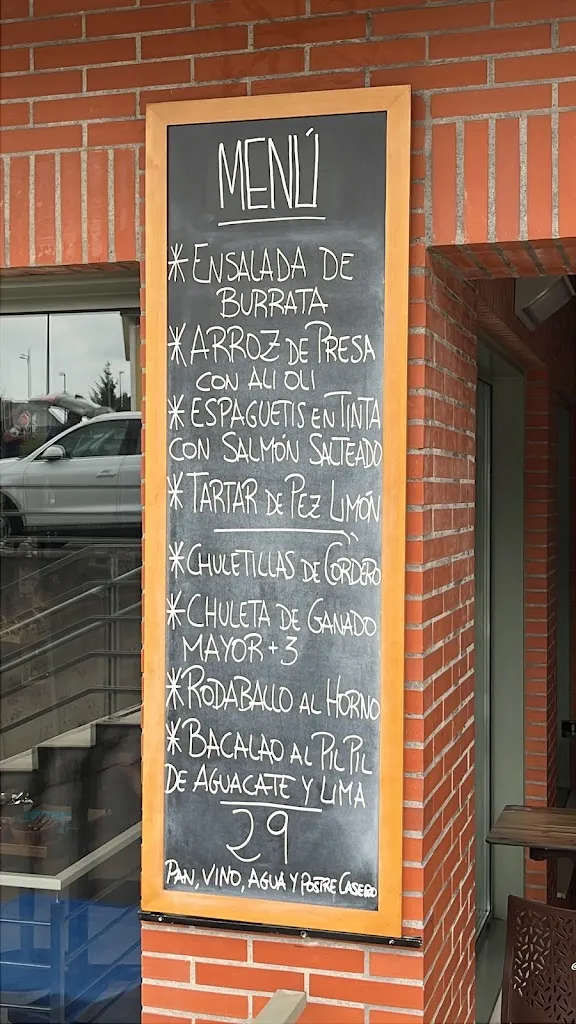 MENÚ
* ENSALADA DE
BURRATA
* ARROZ DE PRESA
CON ALI OLI
* ESPAGUETIS EN TINTA
CON SALMÓN SALTEADO
* TARTAR DE PEZ LIMÓN
* CHULETILLAS DE CORDERO
* CHULETA DE GANADO
MAYOR + 3
* RODABALLO AL HORNO
* BACALAO AL PIL PIL
DE AGUACATE Y LIMA
29
PAN, VINO, AGUA Y POSTRE CASERO